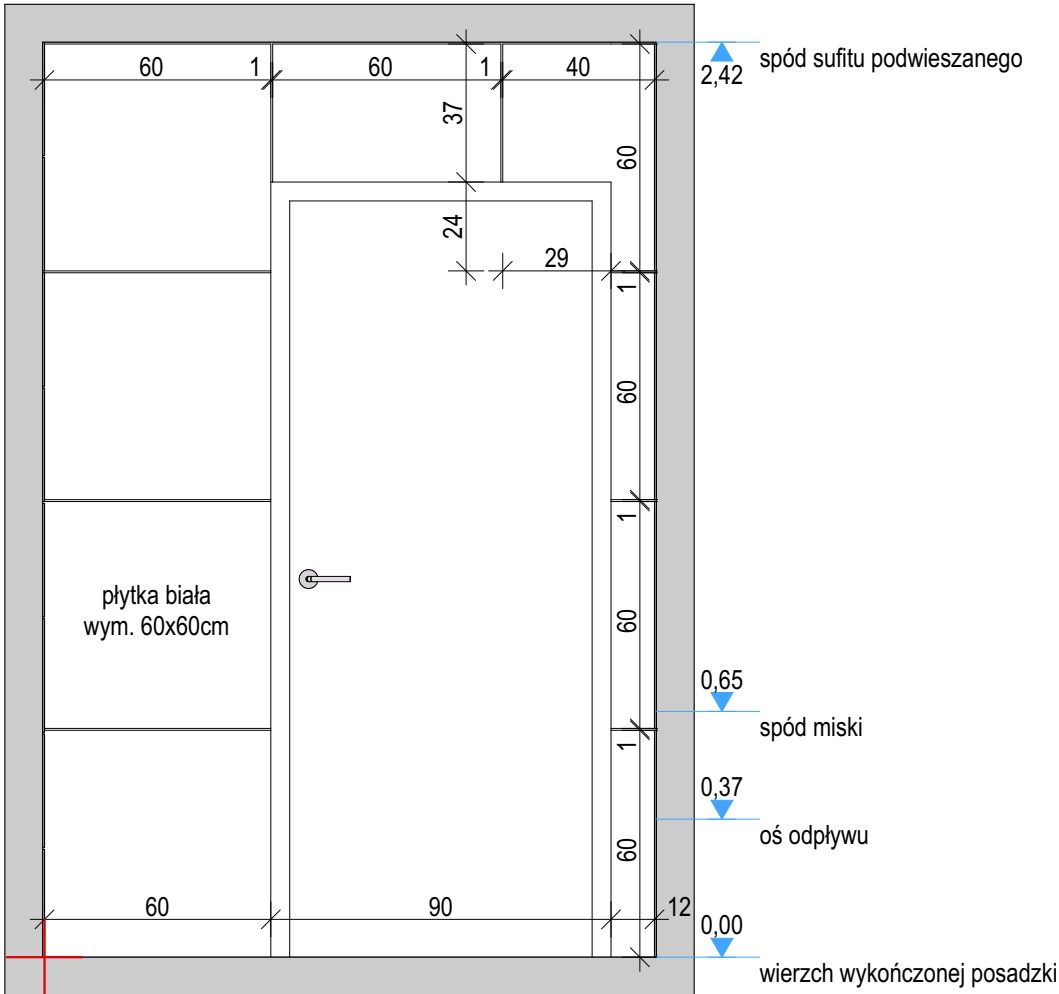 60 1 60 1 40
2,42
spód sufitu podwieszanego
37
60
24
29
1
60
1
płytka biała
wym. 60x60cm
60
0,65
spód miski
1
0,37
oś odpływu
60
60 90 12
0,00
wierzch wykończonej posadzki